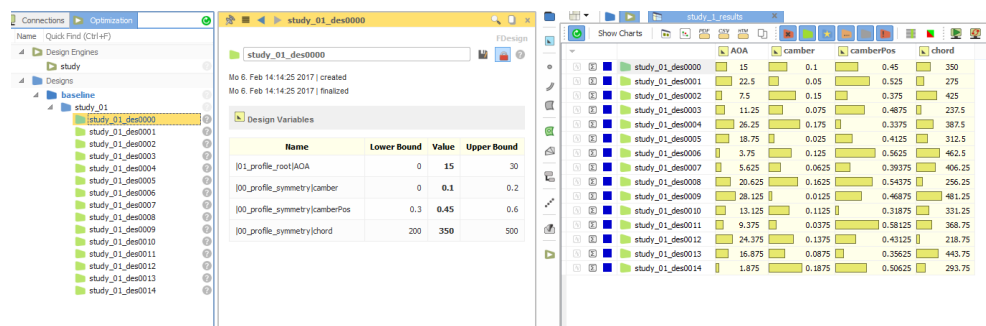 Connections Optimization
Name Quick Find (Ctrl+F)
Design Engines
study
Designs
baseline
study_01
study_01_des0000
study_01_des0001
study_01_des0002
study_01_des0003
study_01_des0004
study_01_des0005
study_01_des0006
study_01_des0007
study_01_des0008
study_01_des0009
study_01_des0010
study_01_des0011
study_01_des0012
study_01_des0013
study_01_des0014
study_01_des0000
FDesign
study_01_des0000
Mo 6. Feb 14:14:25 2017 | created
Mo 6. Feb 14:14:25 2017 | finalized
Design Variables
Name Lower Bound Value Upper Bound
|01_profile_root|AOA 0 15 30
|00_profile_symmetry|camber 0 0.1 0.2
|00_profile_symmetry|camberPos 0.3 0.45 0.6
|00_profile_symmetry|chord 200 350 500
study_1_results
Show Charts PDF CSV HTM
AOA camber camberPos chord
study_01_des0000 15 0.1 0.45 350
study_01_des0001 22.5 0.05 0.525 275
study_01_des0002 7.5 0.15 0.375 425
study_01_des0003 11.25 0.075 0.4875 237.5
study_01_des0004 26.25 0.175 0.3375 387.5
study_01_des0005 18.75 0.025 0.4125 312.5
study_01_des0006 3.75 0.125 0.5625 462.5
study_01_des0007 5.625 0.0625 0.39375 406.25
study_01_des0008 20.625 0.1625 0.54375 256.25
study_01_des0009 28.125 0.0125 0.46875 481.25
study_01_des0010 13.125 0.1125 0.31875 331.25
study_01_des0011 9.375 0.0375 0.58125 368.75
study_01_des0012 24.375 0.1375 0.43125 218.75
study_01_des0013 16.875 0.0875 0.35625 443.75
study_01_des0014 1.875 0.1875 0.50625 293.75